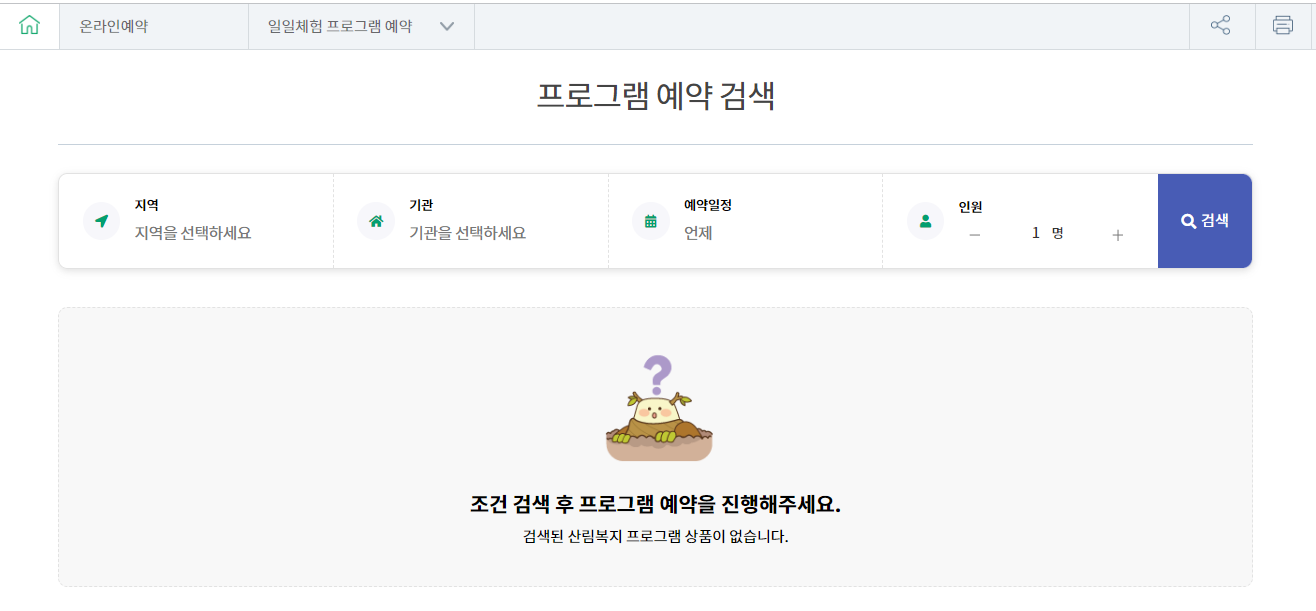 온라인예약
일일체험 프로그램 예약
프로그램 예약 검색
지역
지역을 선택하세요
기관
기관을 선택하세요
예약일정
언제
인원
− 1 명 +
검색
?
조건 검색 후 프로그램 예약을 진행해주세요.
검색된 산림복지 프로그램 상품이 없습니다.